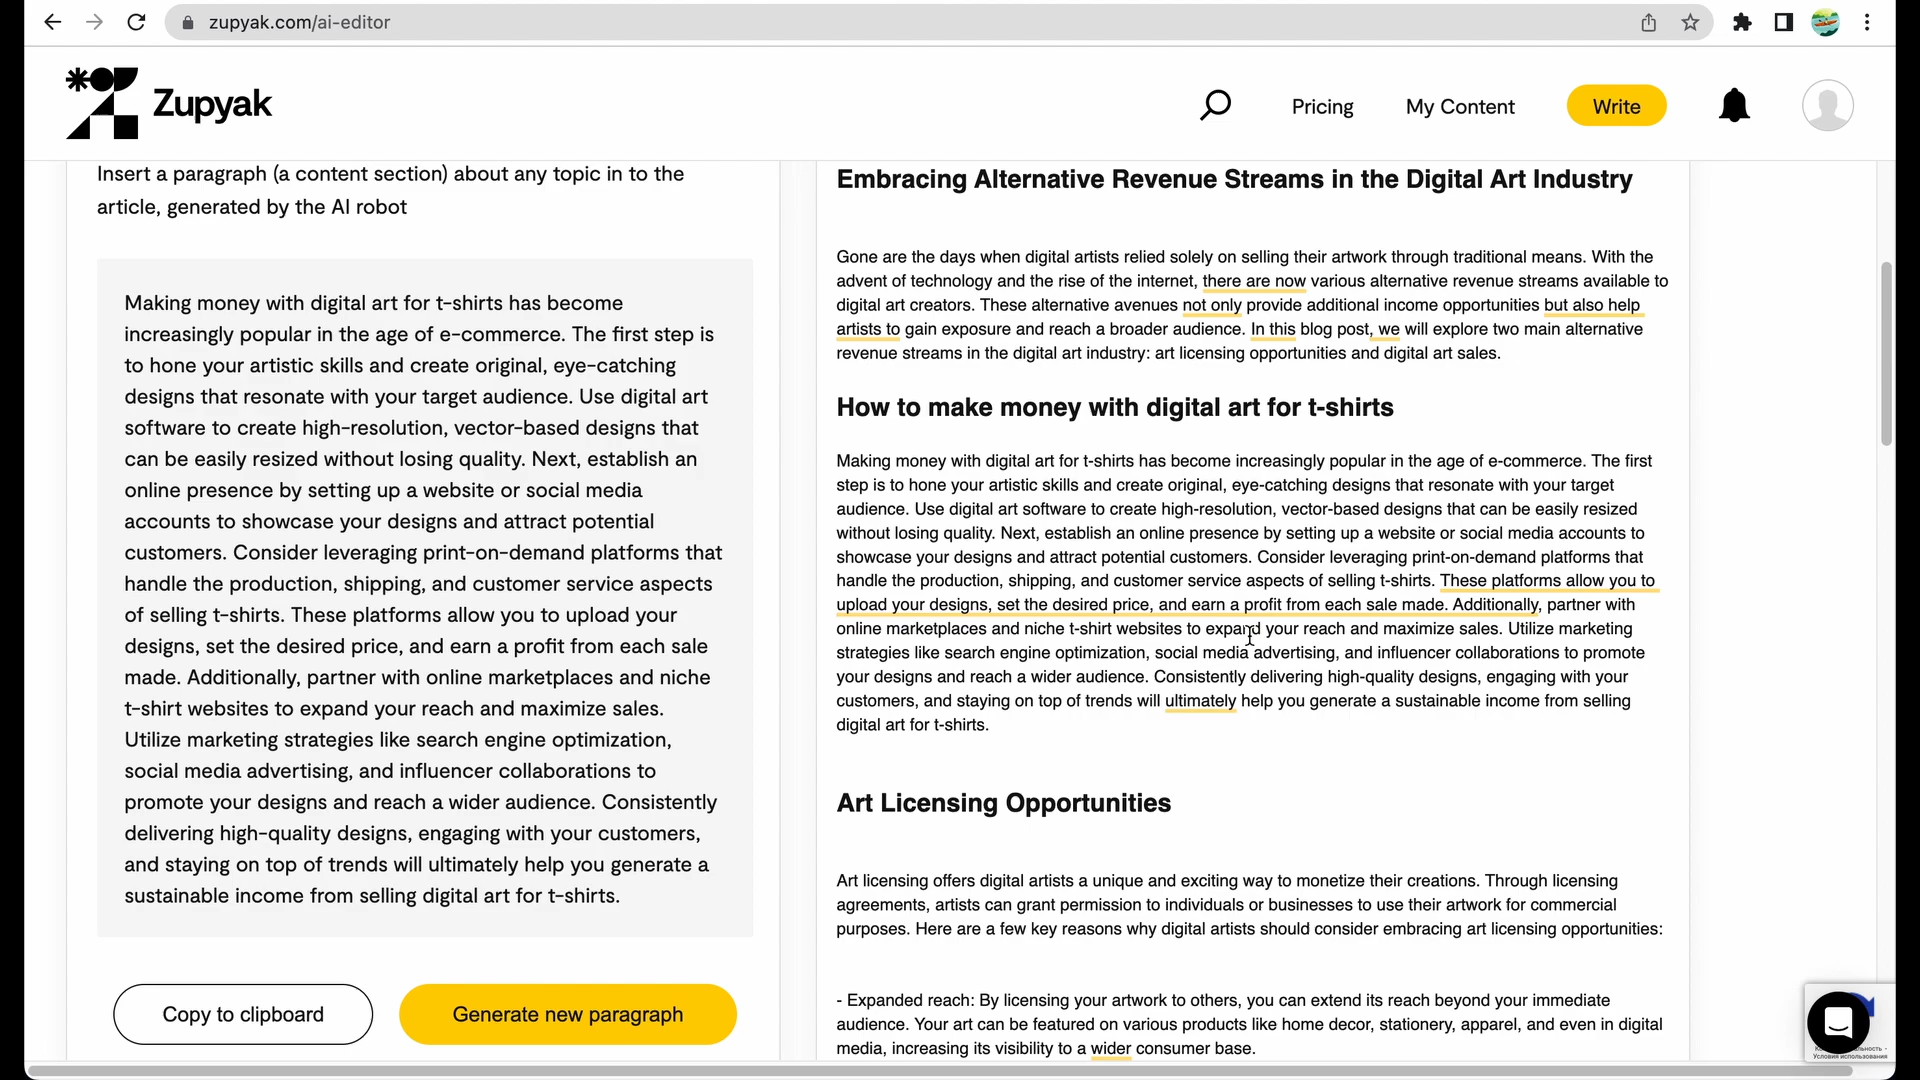 zupyak.com/ai-editor
Zupyak
Pricing
My Content
Write
Insert a paragraph (a content section) about any topic in to the
article, generated by the AI robot
Making money with digital art for t-shirts has become
increasingly popular in the age of e-commerce. The first step is
to hone your artistic skills and create original, eye-catching
designs that resonate with your target audience. Use digital art
software to create high-resolution, vector-based designs that
can be easily resized without losing quality. Next, establish an
online presence by setting up a website or social media
accounts to showcase your designs and attract potential
customers. Consider leveraging print-on-demand platforms that
handle the production, shipping, and customer service aspects
of selling t-shirts. These platforms allow you to upload your
designs, set the desired price, and earn a profit from each sale
made. Additionally, partner with online marketplaces and niche
t-shirt websites to expand your reach and maximize sales.
Utilize marketing strategies like search engine optimization,
social media advertising, and influencer collaborations to
promote your designs and reach a wider audience. Consistently
delivering high-quality designs, engaging with your customers,
and staying on top of trends will ultimately help you generate a
sustainable income from selling digital art for t-shirts.
Copy to clipboard
Generate new paragraph
Embracing Alternative Revenue Streams in the Digital Art Industry
Gone are the days when digital artists relied solely on selling their artwork through traditional means. With the
advent of technology and the rise of the internet, there are now various alternative revenue streams available to
digital art creators. These alternative avenues not only provide additional income opportunities but also help
artists to gain exposure and reach a broader audience. In this blog post, we will explore two main alternative
revenue streams in the digital art industry: art licensing opportunities and digital art sales.
How to make money with digital art for t-shirts
Making money with digital art for t-shirts has become increasingly popular in the age of e-commerce. The first
step is to hone your artistic skills and create original, eye-catching designs that resonate with your target
audience. Use digital art software to create high-resolution, vector-based designs that can be easily resized
without losing quality. Next, establish an online presence by setting up a website or social media accounts to
showcase your designs and attract potential customers. Consider leveraging print-on-demand platforms that
handle the production, shipping, and customer service aspects of selling t-shirts. These platforms allow you to
upload your designs, set the desired price, and earn a profit from each sale made. Additionally, partner with
online marketplaces and niche t-shirt websites to expand your reach and maximize sales. Utilize marketing
strategies like search engine optimization, social media advertising, and influencer collaborations to promote
your designs and reach a wider audience. Consistently delivering high-quality designs, engaging with your
customers, and staying on top of trends will ultimately help you generate a sustainable income from selling
digital art for t-shirts.
Art Licensing Opportunities
Art licensing offers digital artists a unique and exciting way to monetize their creations. Through licensing
agreements, artists can grant permission to individuals or businesses to use their artwork for commercial
purposes. Here are a few key reasons why digital artists should consider embracing art licensing opportunities:
- Expanded reach: By licensing your artwork to others, you can extend its reach beyond your immediate
audience. Your art can be featured on various products like home decor, stationery, apparel, and even in digital
media, increasing its visibility to a wider consumer base.
Условия использования